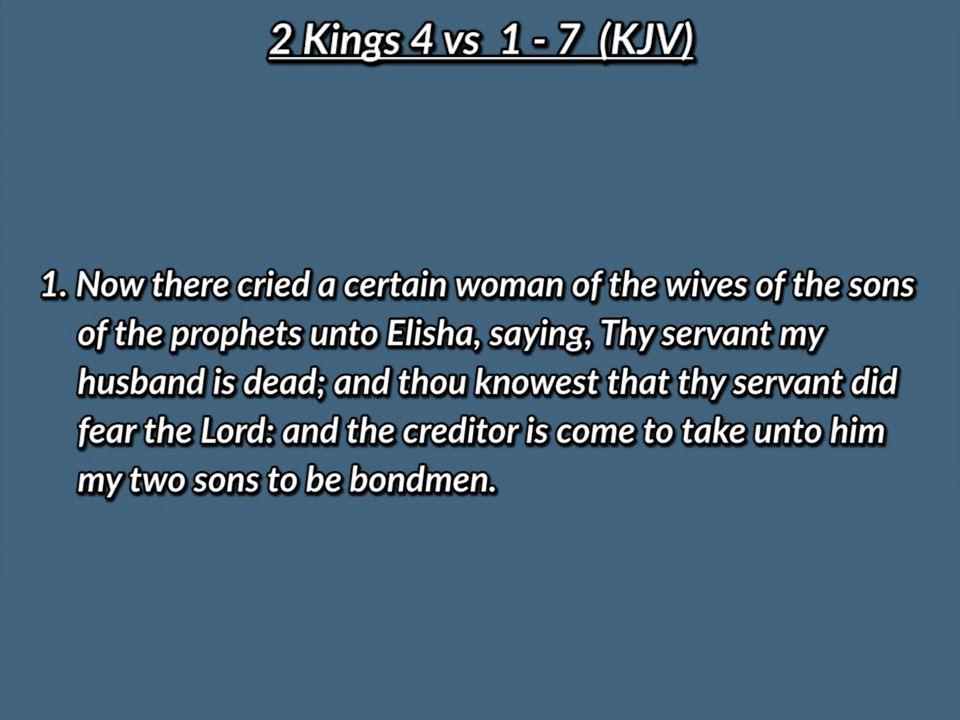 2 Kings 4 vs 1 - 7 (KJV)
1. Now there cried a certain woman of the wives of the sons
of the prophets unto Elisha, saying, Thy servant my
husband is dead; and thou knowest that thy servant did
fear the Lord: and the creditor is come to take unto him
my two sons to be bondmen.